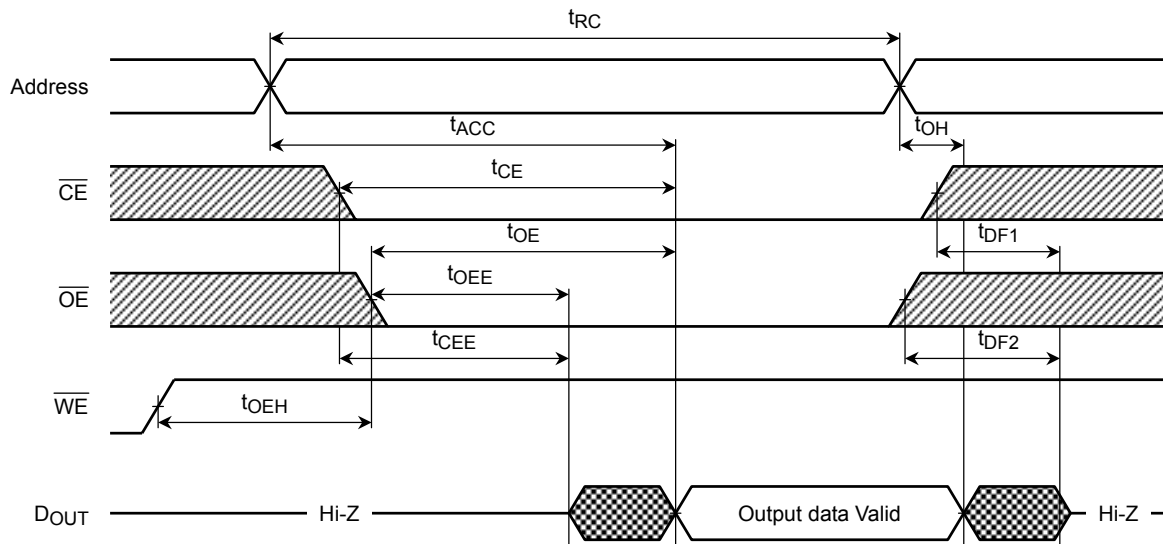 tRC
Address
tACC
tOH
CE
tCE
tOE
tDF1
OE
tOEE
tCEE
tDF2
WE
tOEH
DOUT
Hi-Z
Output data Valid
Hi-Z